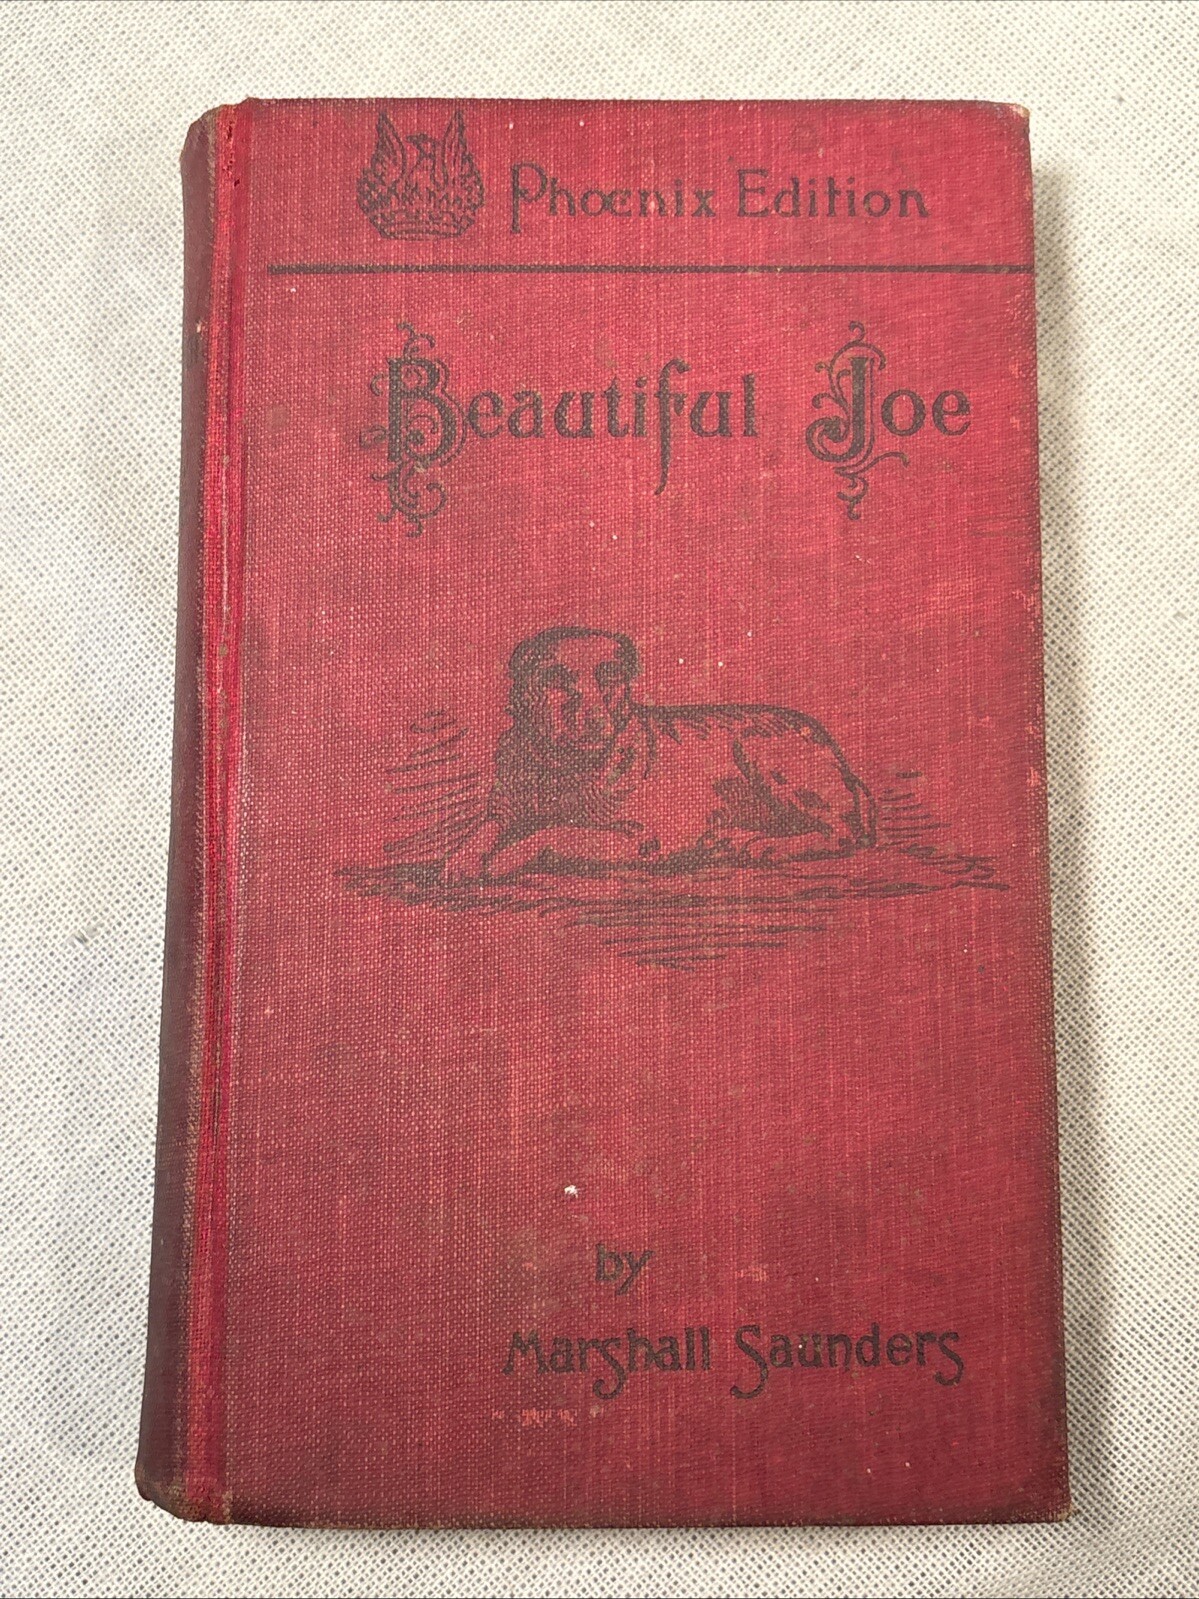 Phoenix Edition
Beautiful Joe
by
Marshall Saunders